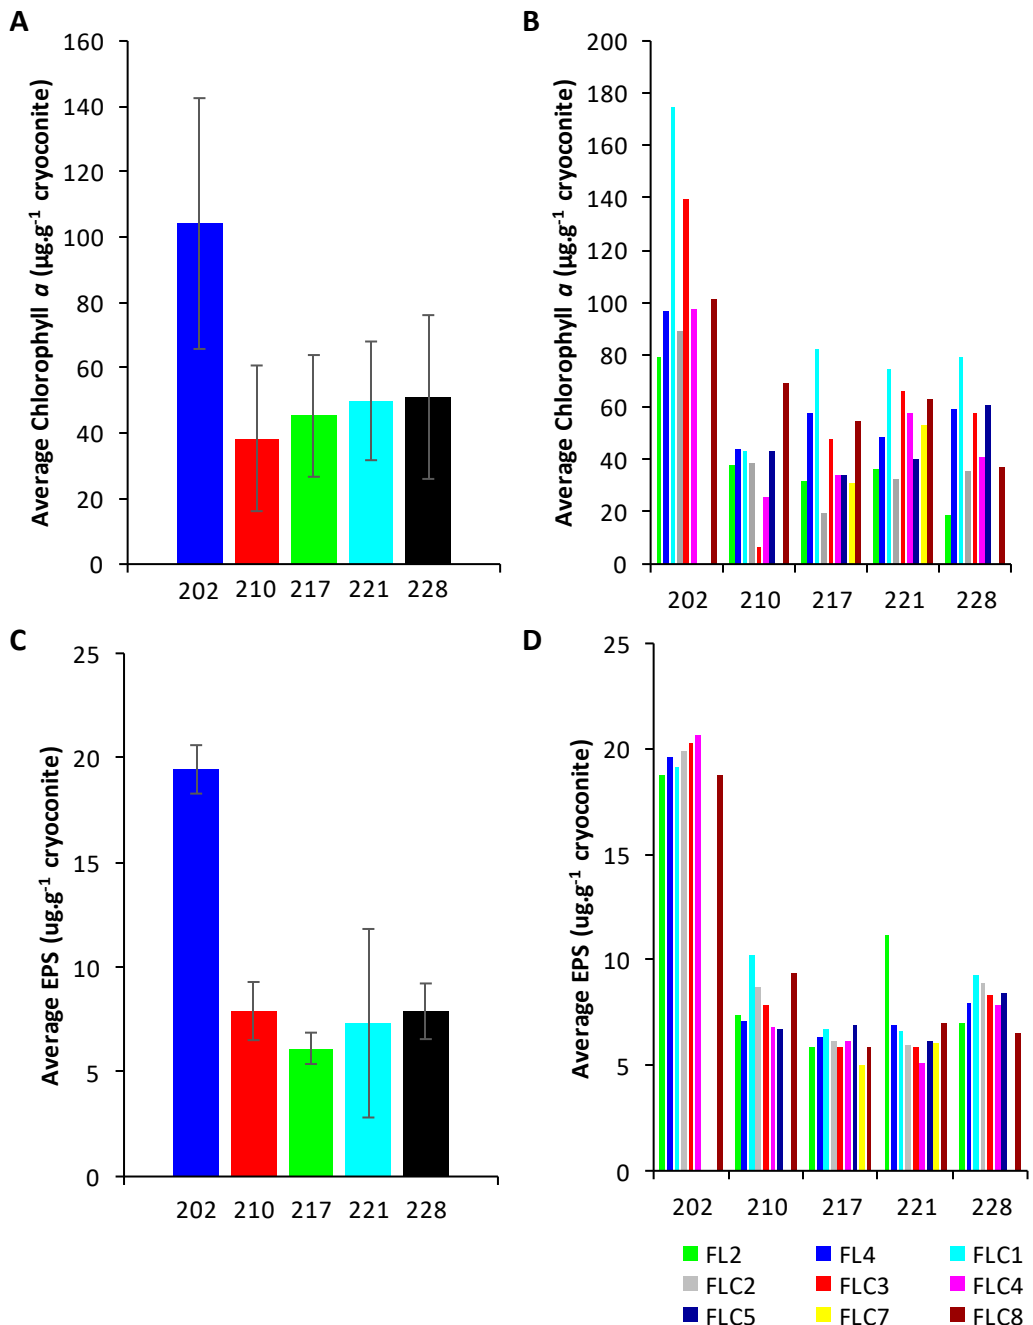 A
Average Chlorophyll a (µg.g-1 cryoconite)
160
140
120
100
80
60
40
20
0
202 210 217 221 228
B
Average Chlorophyll a (µg.g-1 cryoconite)
200
180
160
140
120
100
80
60
40
20
0
202 210 217 221 228
C
Average EPS (ug.g-1 cryoconite)
25
20
15
10
5
0
202 210 217 221 228
D
Average EPS (ug.g-1 cryoconite)
25
20
15
10
5
0
202 210 217 221 228
FL2 FL4 FLC1
FLC2 FLC3 FLC4
FLC5 FLC7 FLC8